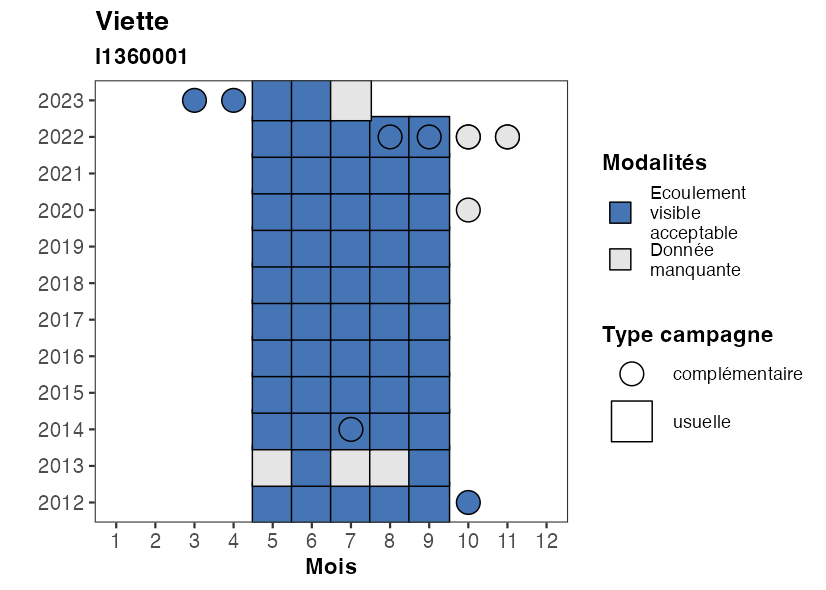 Viette
I1360001
2023
2022
2021
2020
2019
2018
2017
2016
2015
2014
2013
2012
1 2 3 4 5 6 7 8 9 10 11 12
Mois
Modalités
Ecoulement
visible
acceptable
Donnée
manquante
Type campagne
complémentaire
usuelle